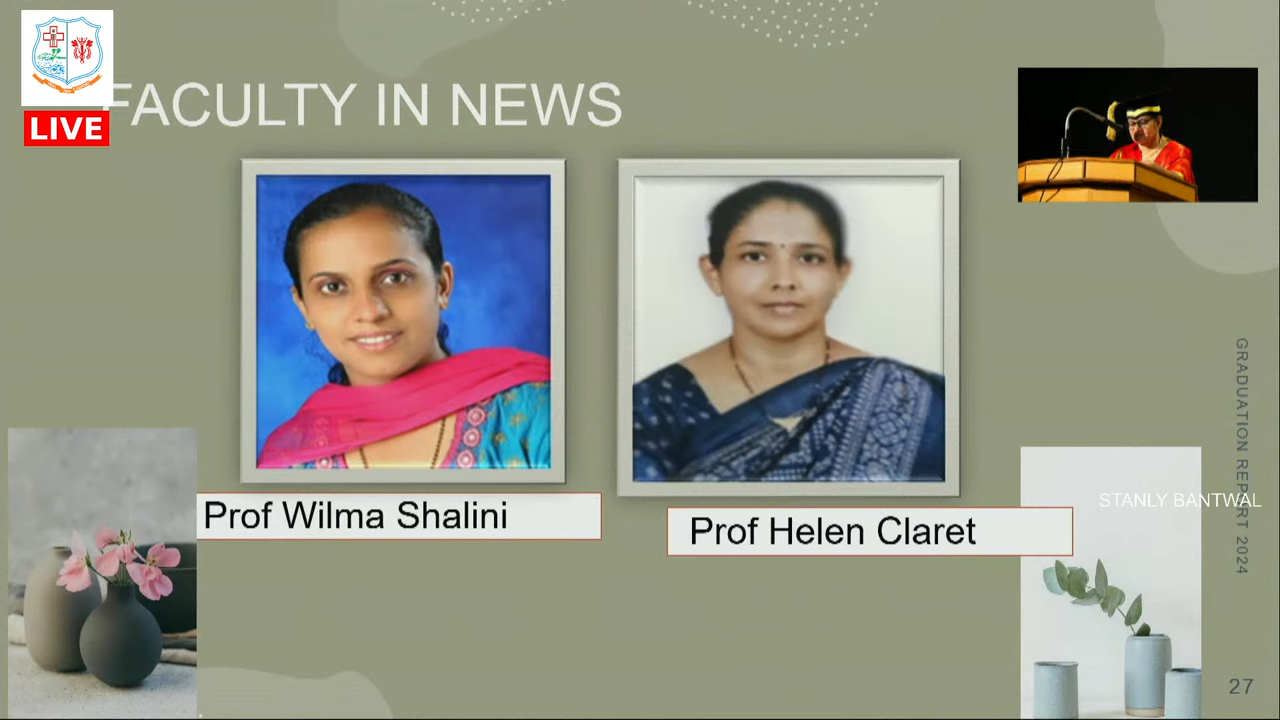 LIVE
FACULTY IN NEWS
Prof Wilma Shalini
Prof Helen Claret
STANLY BANTWAL
GRADUATION REPORT 2024
27